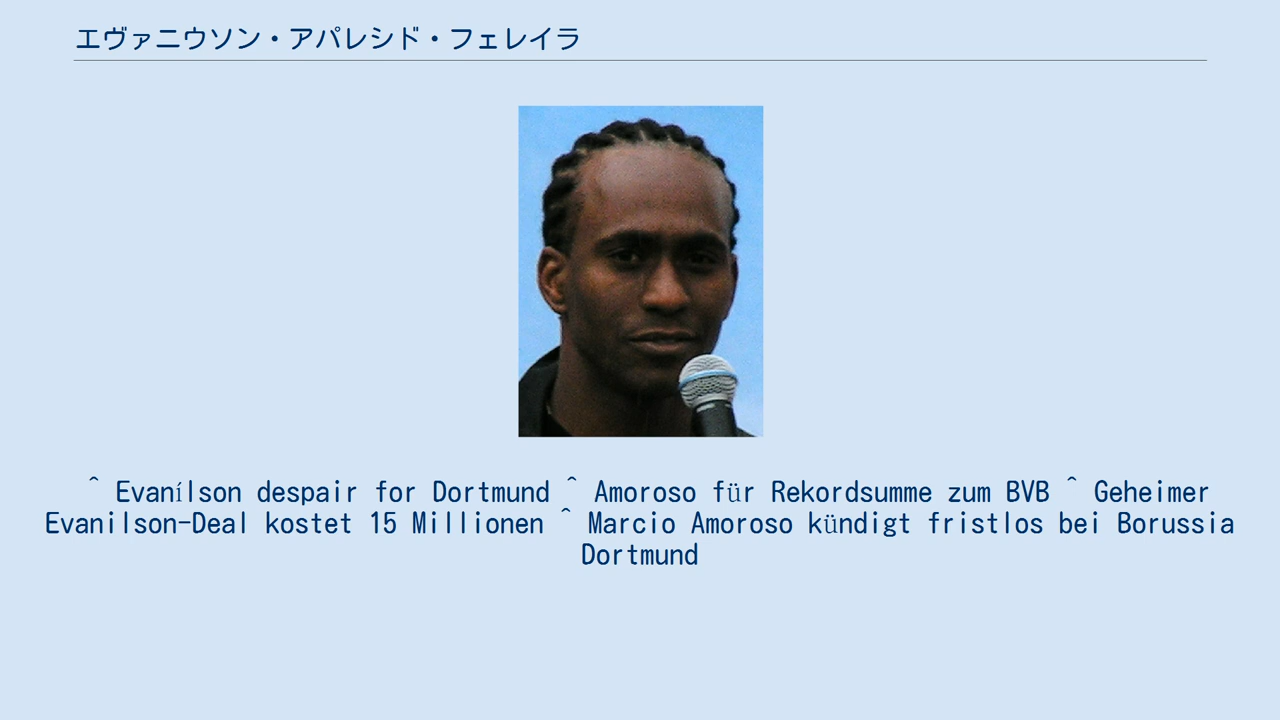 エヴァニウソン・アパレシド・フェレイラ
^ Evanílson despair for Dortmund ^ Amoroso für Rekordsumme zum BVB ^ Geheimer
Evanilson-Deal kostet 15 Millionen ^ Marcio Amoroso kündigt fristlos bei Borussia
Dortmund